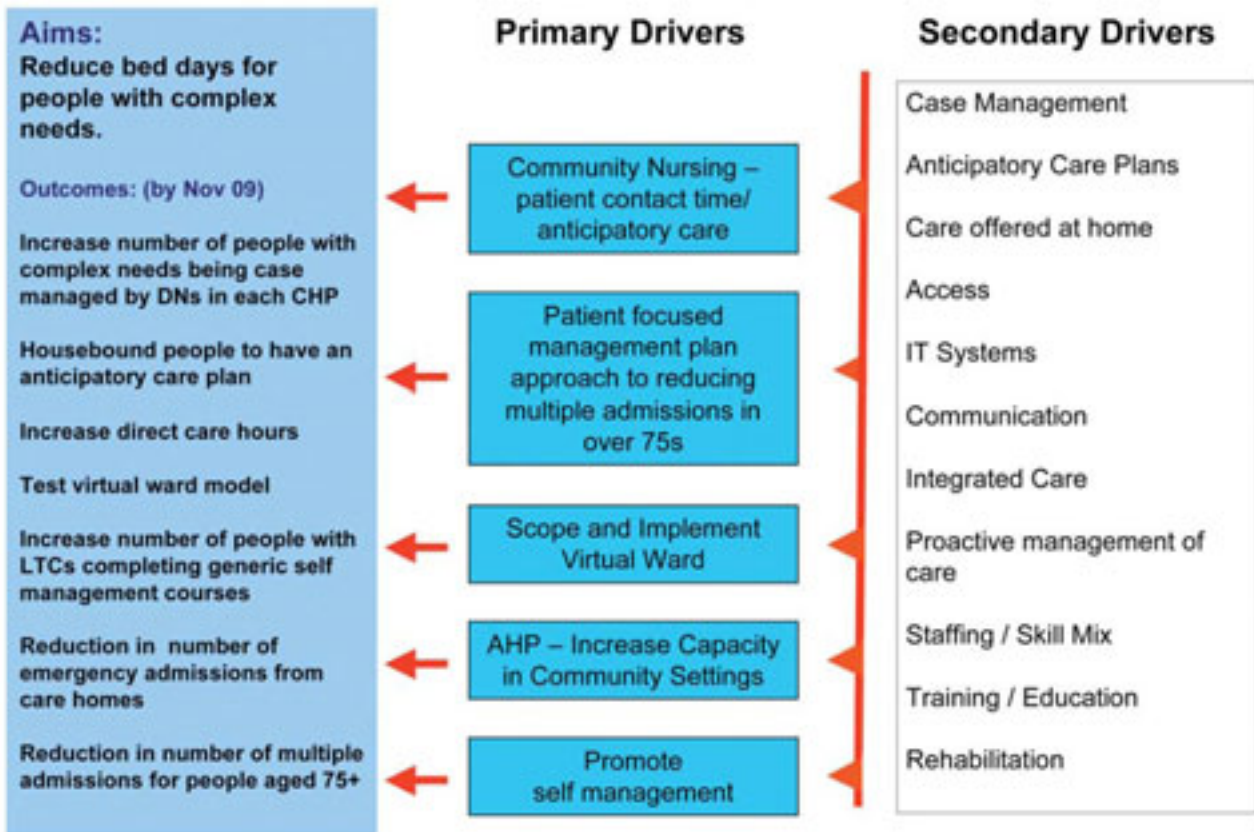 Aims:
Reduce bed days for
people with complex
needs.
Outcomes: (by Nov 09)
Increase number of people with
complex needs being case
managed by DNs in each CHP
Housebound people to have an
anticipatory care plan
Increase direct care hours
Test virtual ward model
Increase number of people with
LTCs completing generic self
management courses
Reduction in number of
emergency admissions from
care homes
Reduction in number of multiple
admissions for people aged 75+
Primary Drivers
Community Nursing –
patient contact time/
anticipatory care
Patient focused
management plan
approach to reducing
multiple admissions in
over 75s
Scope and Implement
Virtual Ward
AHP – Increase Capacity
in Community Settings
Promote
self management
Secondary Drivers
Case Management
Anticipatory Care Plans
Care offered at home
Access
IT Systems
Communication
Integrated Care
Proactive management of
care
Staffing / Skill Mix
Training / Education
Rehabilitation